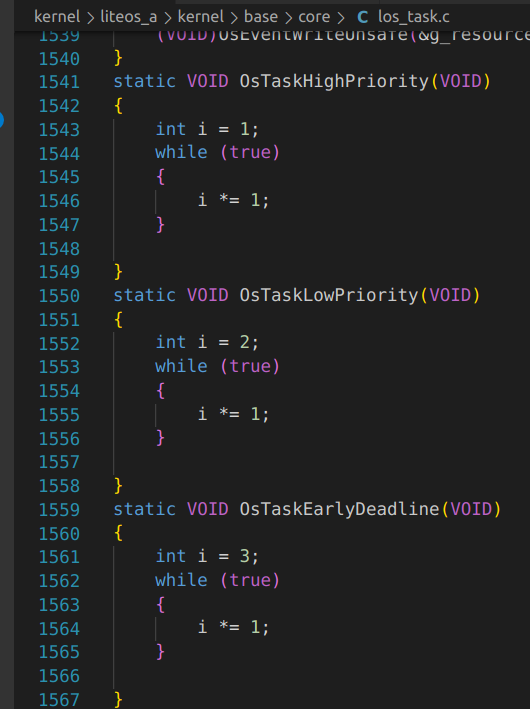 kernel > liteos_a > kernel > base > core > C los_task.c
1539 (VOID)OsEventWriteUnsafe(&g_resource
1540 }
1541 static VOID OsTaskHighPriority(VOID)
1542 {
1543 int i = 1;
1544 while (true)
1545 {
1546 i *= 1;
1547 }
1548
1549 }
1550 static VOID OsTaskLowPriority(VOID)
1551 {
1552 int i = 2;
1553 while (true)
1554 {
1555 i *= 1;
1556 }
1557
1558 }
1559 static VOID OsTaskEarlyDeadline(VOID)
1560 {
1561 int i = 3;
1562 while (true)
1563 {
1564 i *= 1;
1565 }
1566
1567 }